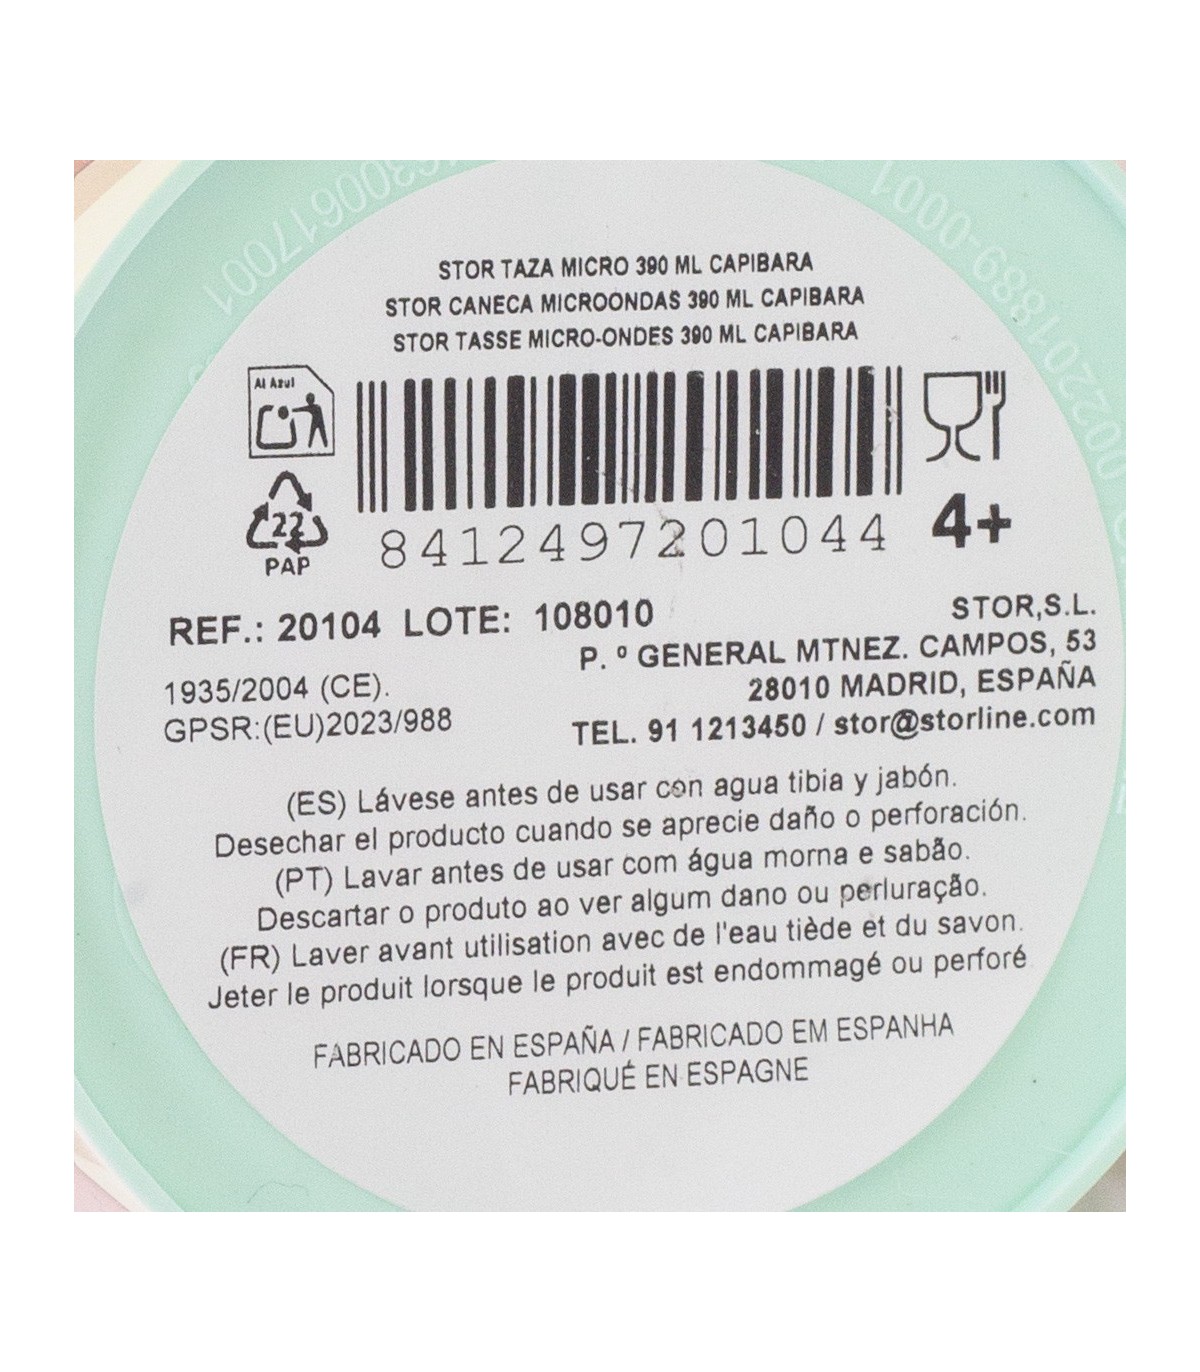 STOR TAZA MICRO 390 ML CAPIBARA
STOR CANECA MICROONDAS 390 ML CAPIBARA
STOR TASSE MICRO-ONDES 390 ML CAPIBARA
Al Azul
22
PAP
8412497201044
4+
REF.: 20104 LOTE: 108010
1935/2004 (CE).
GPSR:(EU)2023/988
STOR,S.L.
P. º GENERAL MTNEZ. CAMPOS, 53
28010 MADRID, ESPAÑA
TEL. 91 1213450 / stor@storline.com
(ES) Lávese antes de usar con agua tibia y jabón.
Desechar el producto cuando se aprecie daño o perforación.
(PT) Lavar antes de usar com água morna e sabão.
Descartar o produto ao ver algum dano ou perluração.
(FR) Laver avant utilisation avec de l'eau tiède et du savon.
Jeter le produit lorsque le produit est endommagé ou perforé
FABRICADO EN ESPAÑA / FABRICADO EM ESPANHA
FABRIQUÉ EN ESPAGNE